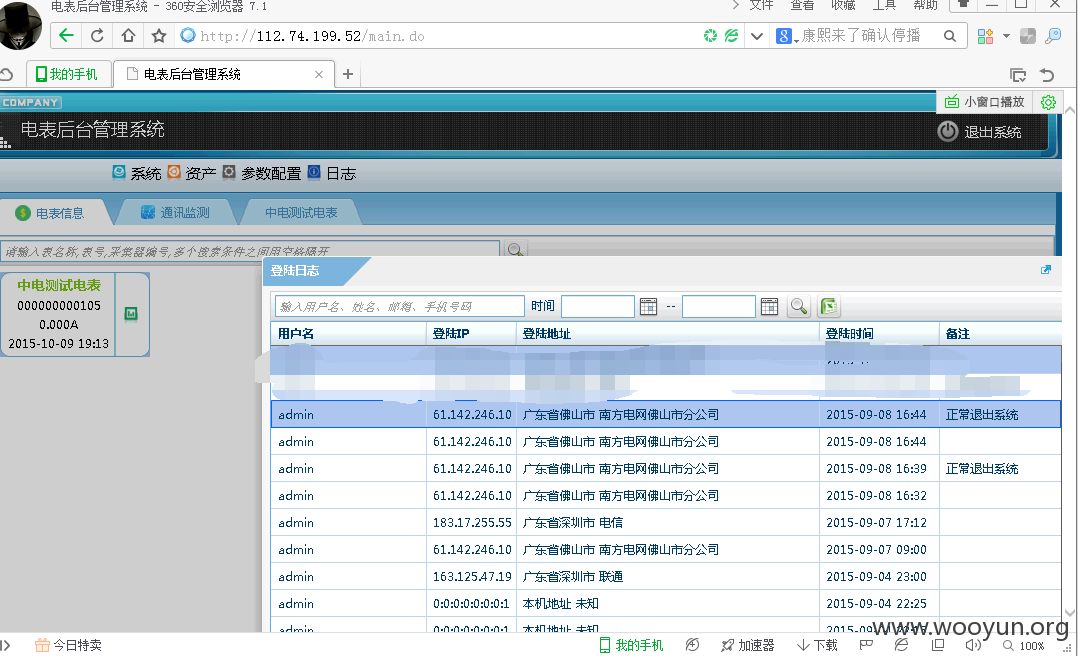 电表后台管理系统 - 360安全浏览器 7.1 文件 查看 收藏 工具 帮助
http://112.74.199.52/main.do 康熙来了确认停播
我的手机 电表后台管理系统
COMPANY 小窗口播放
电表后台管理系统 退出系统
系统 资产 参数配置 日志
电表信息 通讯监测 中电测试电表
请输入表名称,表号,采集器编号,多个搜索条件之间用空格隔开
中电测试电表
000000000105
0.000A
2015-10-09 19:13
登陆日志
输入用户名、姓名、邮箱、手机号码 时间 --
用户名 登陆IP 登陆地址 登陆时间 备注
admin 61.142.246.10 广东省佛山市 南方电网佛山市分公司 2015-09-08 16:44 正常退出系统
admin 61.142.246.10 广东省佛山市 南方电网佛山市分公司 2015-09-08 16:44
admin 61.142.246.10 广东省佛山市 南方电网佛山市分公司 2015-09-08 16:39 正常退出系统
admin 61.142.246.10 广东省佛山市 南方电网佛山市分公司 2015-09-08 16:32
admin 183.17.255.55 广东省深圳市 电信 2015-09-07 17:12
admin 61.142.246.10 广东省佛山市 南方电网佛山市分公司 2015-09-07 09:00
admin 163.125.47.19 广东省深圳市 联通 2015-09-04 23:00
admin 0:0:0:0:0:0:0:1 本机地址 未知 2015-09-04 22:25
admin 0:0:0:0:0:0:0:1 本机地址 未知
www.wooyun.org
今日特卖 我的手机 加速器 下载 100%